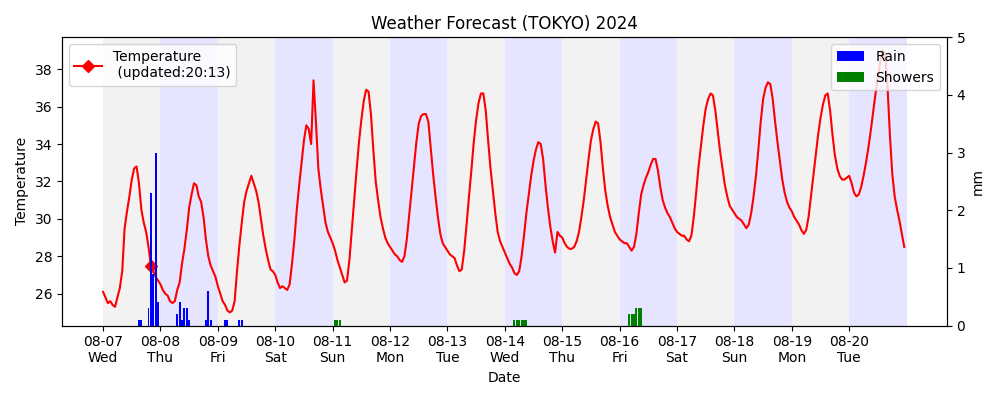 Weather Forecast (TOKYO) 2024
Temperature
(updated:20:13)
Rain
Showers
Temperature
38
36
34
32
30
28
26
5
4
3
2
1
0
mm
08-07 08-08 08-09 08-10 08-11 08-12 08-13 08-14 08-15 08-16 08-17 08-18 08-19 08-20
Wed Thu Fri Sat Sun Mon Tue Wed Thu Fri Sat Sun Mon Tue
Date